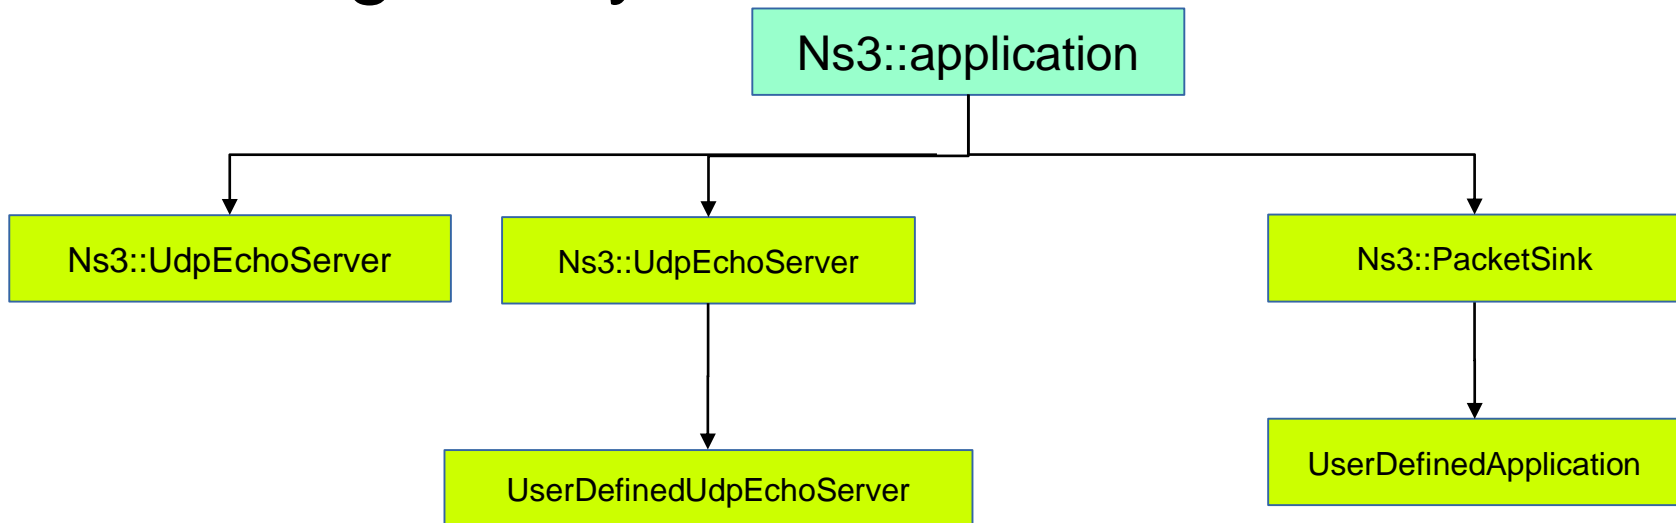 Ns3::application
Ns3::UdpEchoServer
Ns3::UdpEchoServer
Ns3::PacketSink
UserDefinedUdpEchoServer
UserDefinedApplication